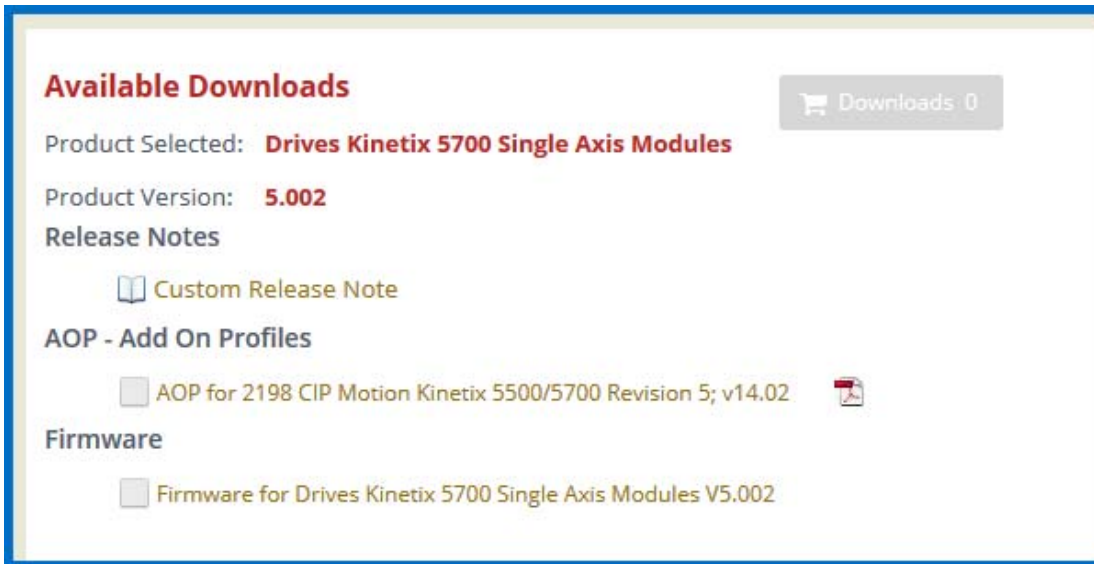 Available Downloads
Downloads 0
Product Selected: Drives Kinetix 5700 Single Axis Modules
Product Version: 5.002
Release Notes
Custom Release Note
AOP - Add On Profiles
AOP for 2198 CIP Motion Kinetix 5500/5700 Revision 5; v14.02
Firmware
Firmware for Drives Kinetix 5700 Single Axis Modules V5.002